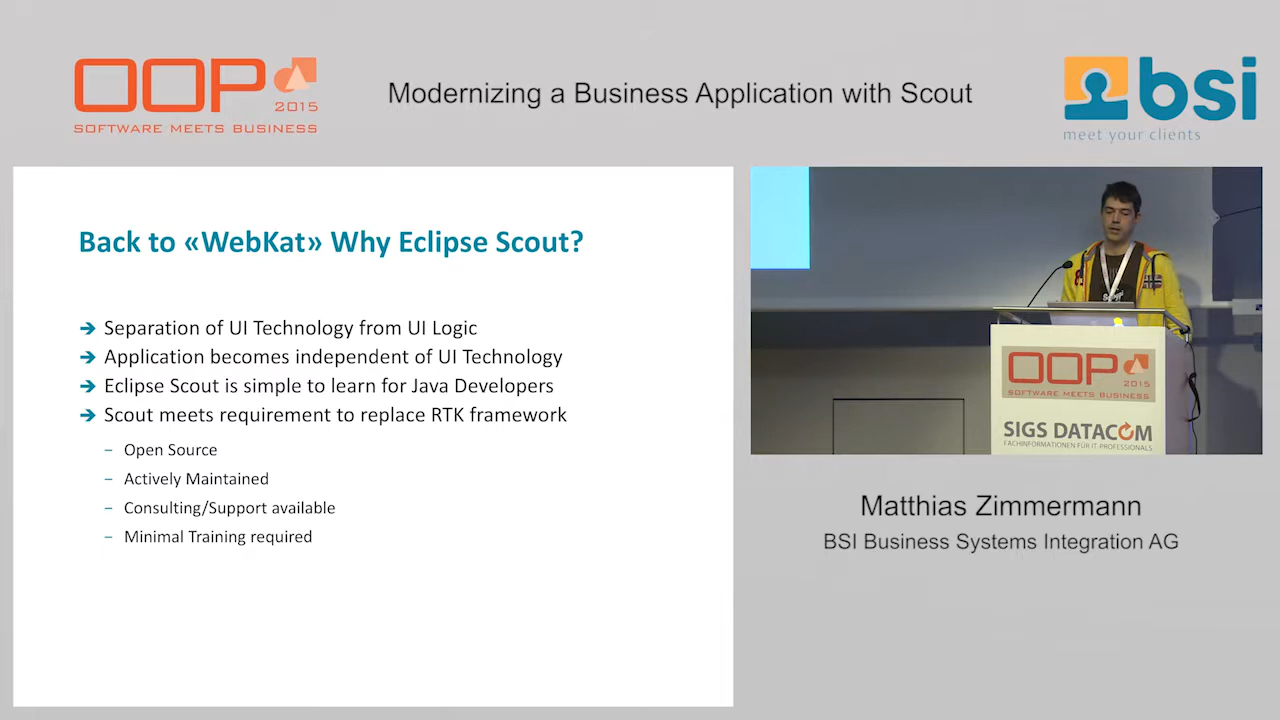 OOP
2015
SOFTWARE MEETS BUSINESS
Modernizing a Business Application with Scout
bsi
meet your clients
Back to «WebKat» Why Eclipse Scout?
➔ Separation of UI Technology from UI Logic
➔ Application becomes independent of UI Technology
➔ Eclipse Scout is simple to learn for Java Developers
➔ Scout meets requirement to replace RTK framework
– Open Source
– Actively Maintained
– Consulting/Support available
– Minimal Training required
OOP
2015
SOFTWARE MEETS BUSINESS
SIGS DATACOM
FACHINFORMATIONEN FÜR IT-PROFESSIONALS
Matthias Zimmermann
BSI Business Systems Integration AG